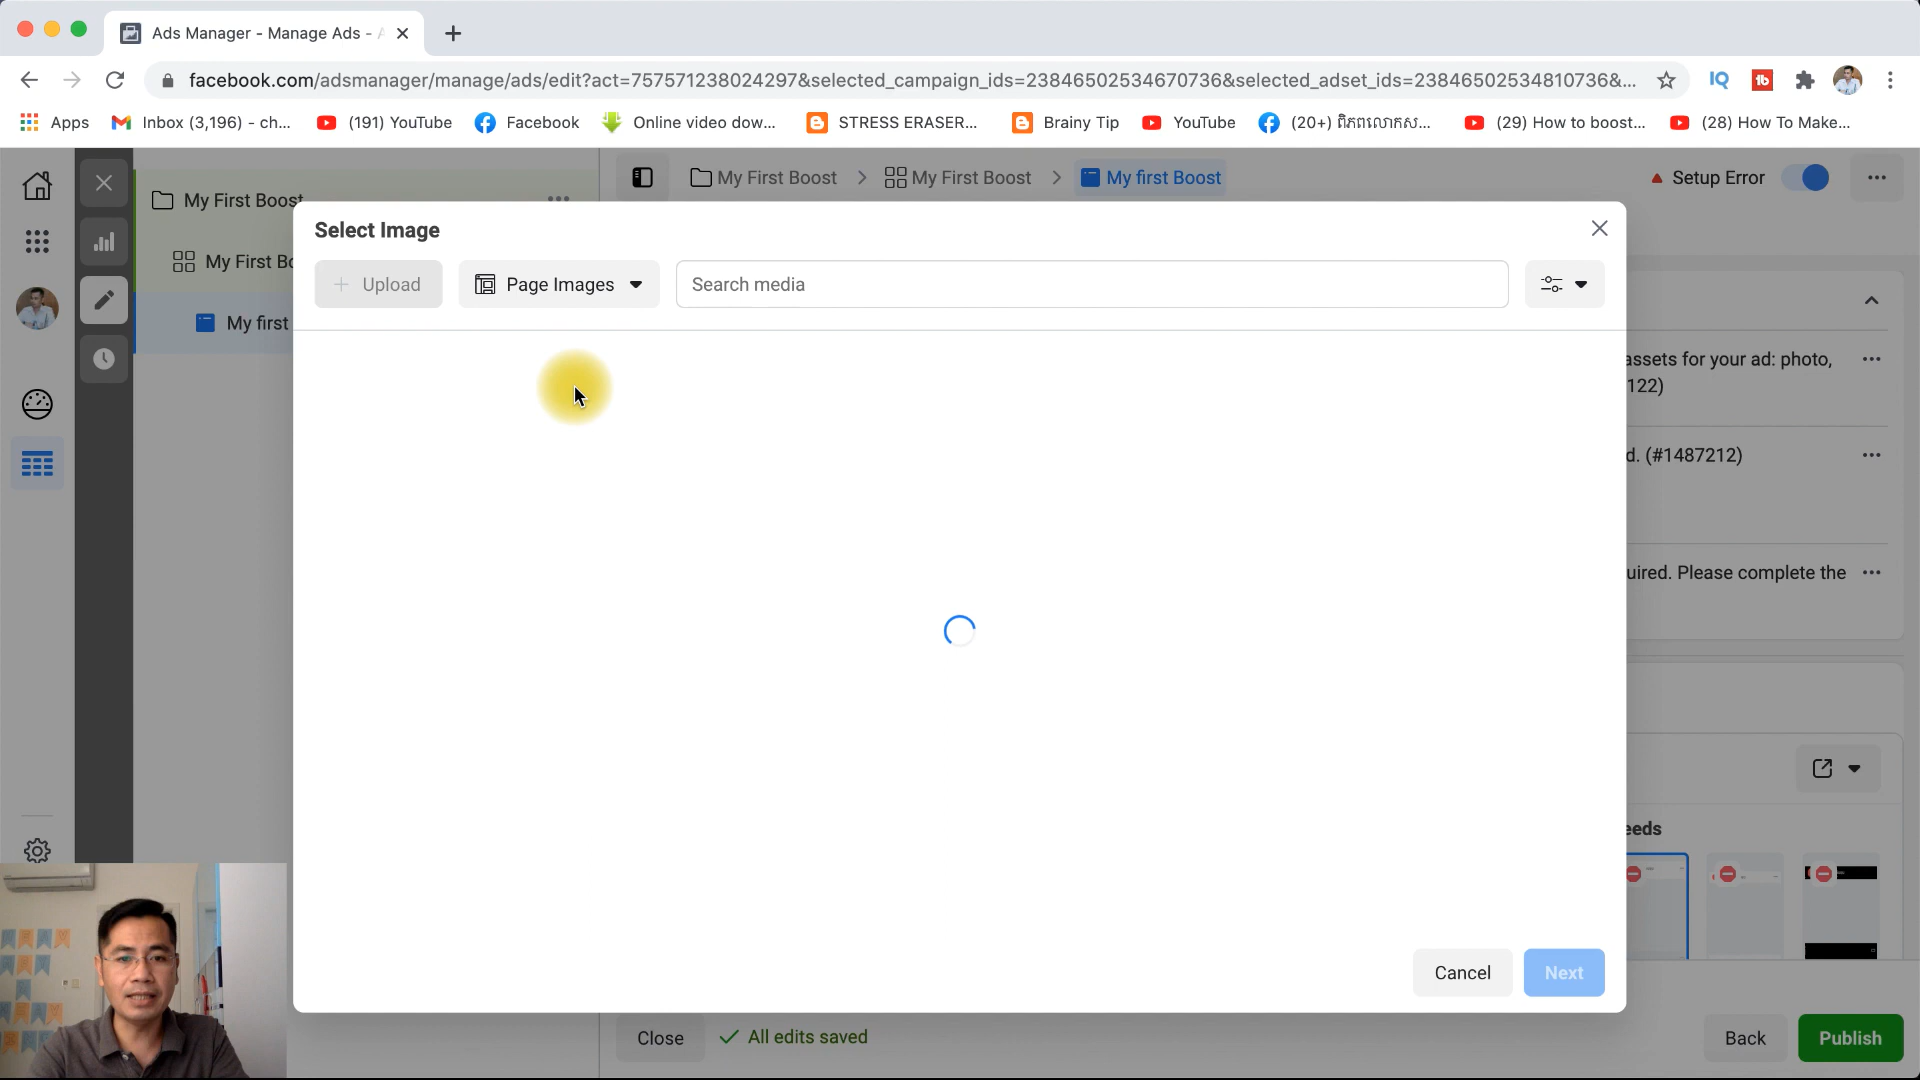 Ads Manager - Manage Ads - A
facebook.com/adsmanager/manage/ads/edit?act=757571238024297&selected_campaign_ids=23846502534670736&selected_adset_ids=23846502534810736&...
Apps
Inbox (3,196) - ch...
(191) YouTube
Facebook
Online video dow...
STRESS ERASER...
Brainy Tip
YouTube
(20+) ពិភពលោកស...
(29) How to boost...
(28) How To Make...
My First Boost
My First Bo
My first
My First Boost
My First Boost
My first Boost
Setup Error
Select Image
Upload
Page Images
Search media
assets for your ad: photo,
122)
d. (#1487212)
uired. Please complete the
eeds
Cancel
Next
Close
All edits saved
Back
Publish